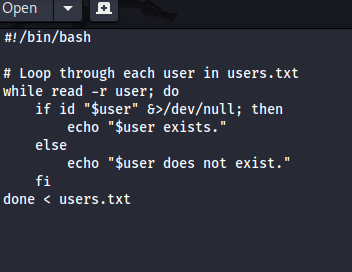 Open
#!/bin/bash
# Loop through each user in users.txt
while read -r user; do
    if id "$user" &>/dev/null; then
        echo "$user exists."
    else
        echo "$user does not exist."
    fi
done < users.txt